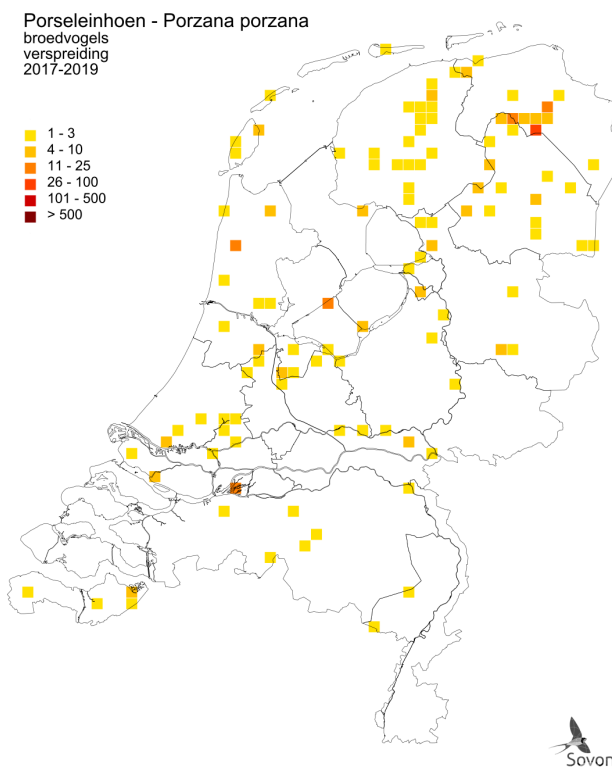 Porseleinhoen - Porzana porzana
broedvogels
verspreiding
2017-2019
1 - 3
4 - 10
11 - 25
26 - 100
101 - 500
> 500
Sovon